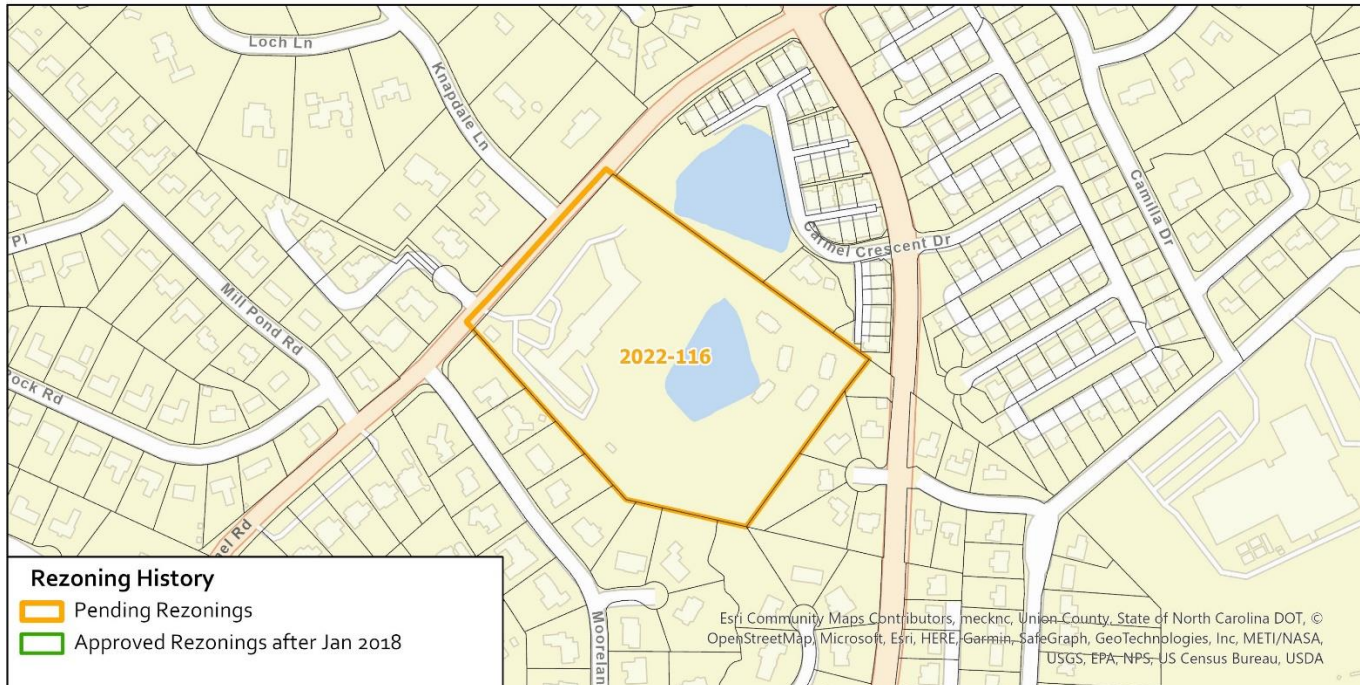 Loch Ln
Knapdale Ln
Camilla Dr
Carmel Crescent Dr
Pl
Mill Pond Rd
2022-116
Rock Rd
mel Rd
Moorelan
Rezoning History
Pending Rezonings
Approved Rezonings after Jan 2018
Esri Community Maps Contributors, mecknc, Union County, State of North Carolina DOT, ©
OpenStreetMap, Microsoft, Esri, HERE, Garmin, SafeGraph, GeoTechnologies, Inc, METI/NASA,
USGS, EPA, NPS, US Census Bureau, USDA